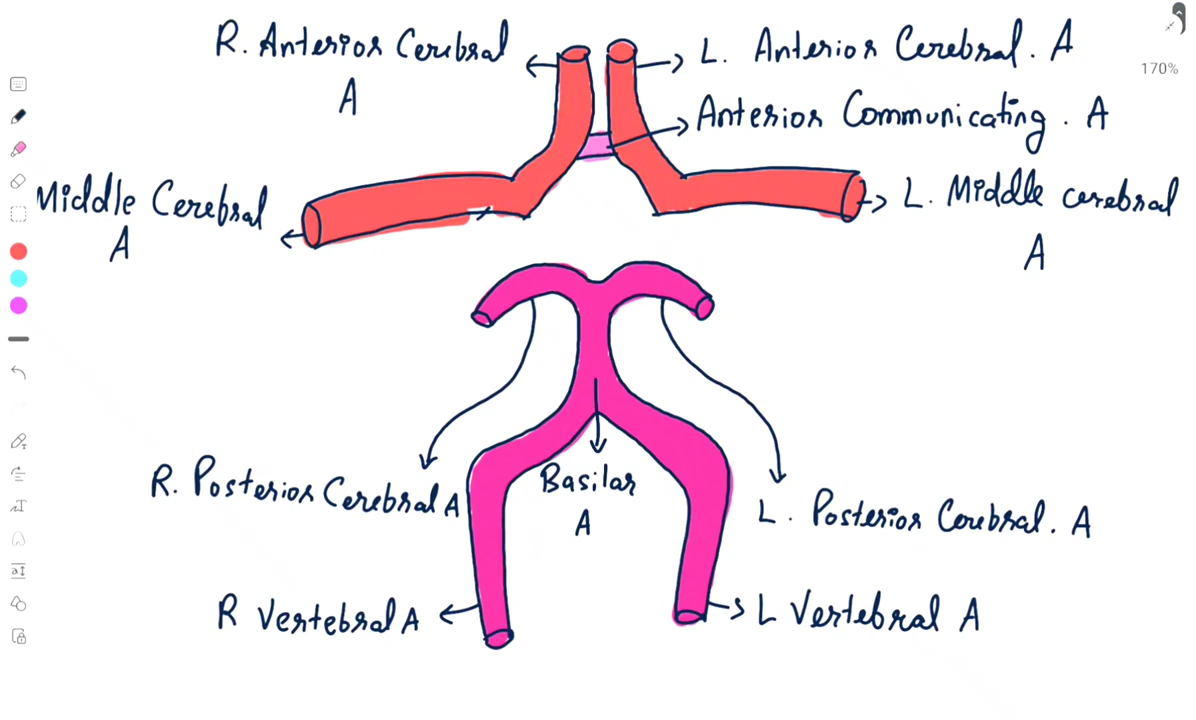 R. Anterior Cerebral
A
L. Anterior Cerebral. A
170%
Anterior Communicating. A
Middle Cerebral
A
L. Middle cerebral
A
R. Posterior Cerebral A
Basilar
A
L. Posterior Cerebral. A
R Vertebral A
L Vertebral A